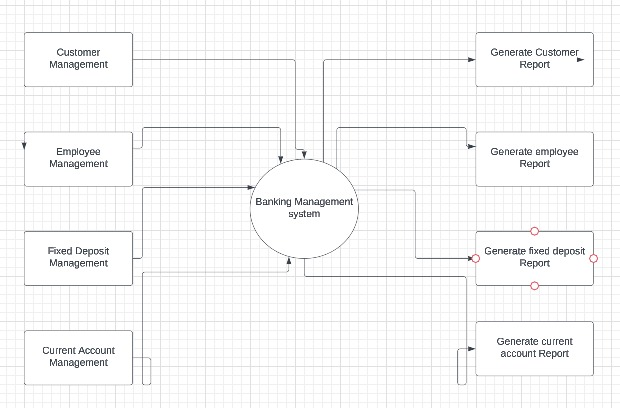 Customer
Management
Generate Customer
Report
Employee
Management
Generate employee
Report
Banking Management
system
Fixed Deposit
Management
Generate fixed deposit
Report
Current Account
Management
Generate current
account Report